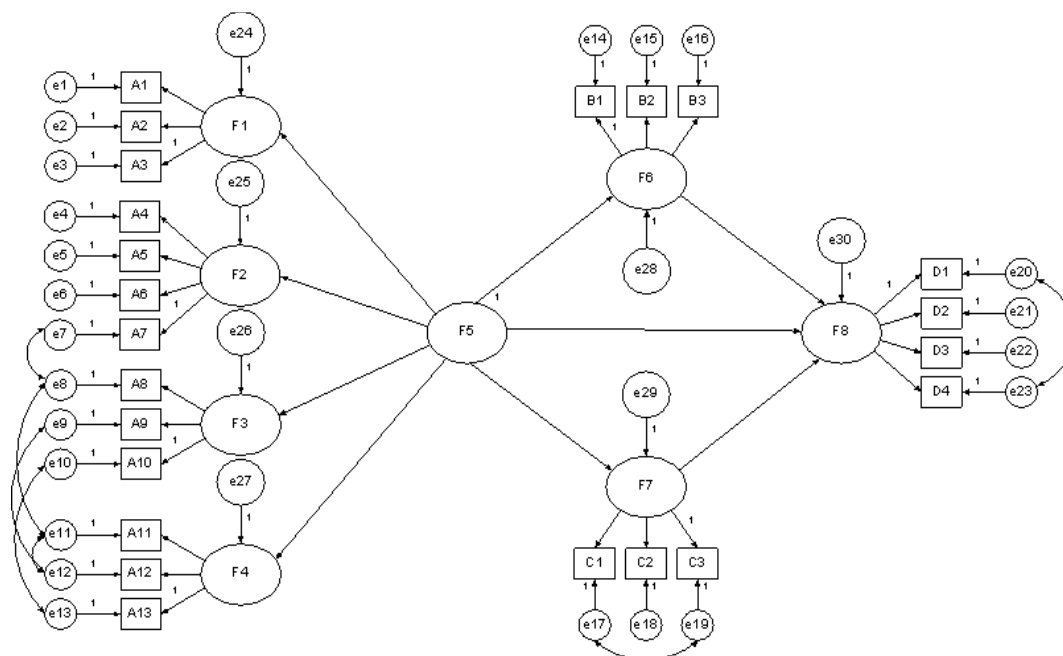 e24
1
e1
1
A1
e2
1
A2
F1
e3
1
A3
1
e25
1
e4
1
A4
e5
1
A5
F2
e6
1
A6
e7
1
A7
1
e26
1
e8
1
A8
e9
1
A9
F3
e10
1
A10
1
e27
1
e11
1
A11
e12
1
A12
F4
e13
1
A13
1
F5
1
e14 e15 e16
1 1 1
B1 B2 B3
1
F6
1
e28
e29
1
F7
1
C1 C2 C3
1 1 1
e17 e18 e19
e30
1
F8
1
D1
1
e20
D2
1
e21
D3
1
e22
D4
1
e23